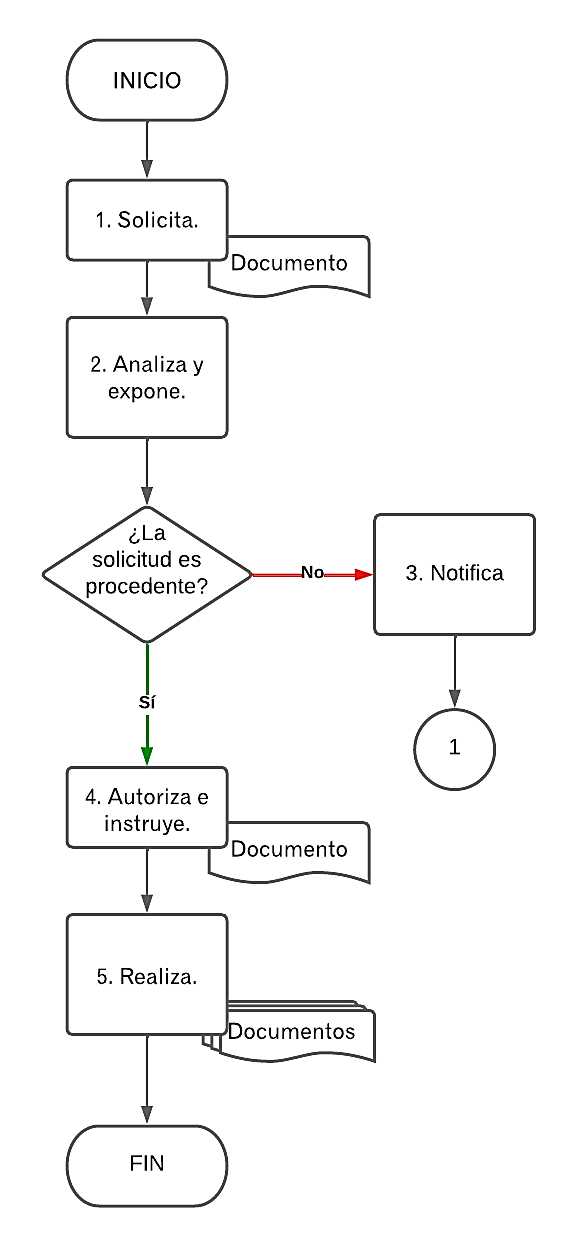 INICIO
1. Solicita.
Documento
2. Analiza y
expone.
¿La
solicitud es
procedente?
No
3. Notifica
1
Sí
4. Autoriza e
instruye.
Documento
5. Realiza.
Documentos
FIN